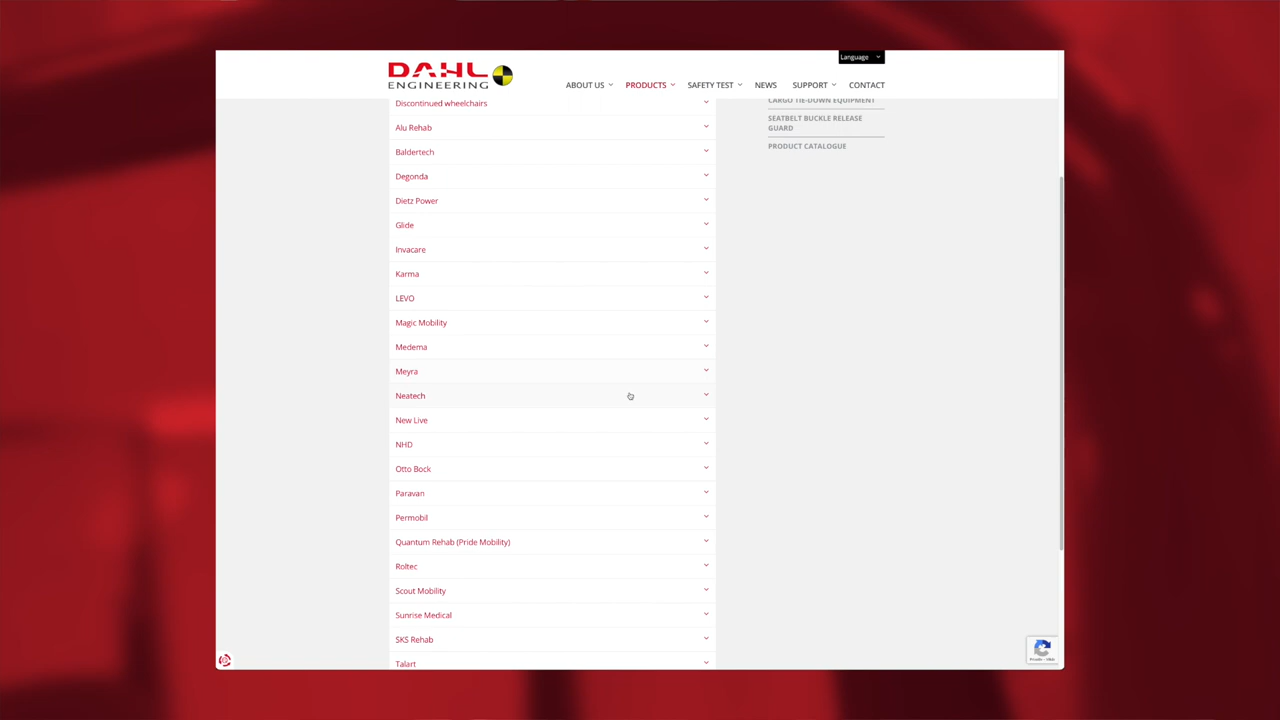 Language
DAHL
ENGINEERING
ABOUT US
PRODUCTS
SAFETY TEST
NEWS
SUPPORT
CONTACT
Discontinued wheelchairs
Alu Rehab
Baldertech
Degonda
Dietz Power
Glide
Invacare
Karma
LEVO
Magic Mobility
Medema
Meyra
Neatech
New Live
NHD
Otto Bock
Paravan
Permobil
Quantum Rehab (Pride Mobility)
Roltec
Scout Mobility
Sunrise Medical
SKS Rehab
Talart
CARGO TIE-DOWN EQUIPMENT
SEATBELT BUCKLE RELEASE
GUARD
PRODUCT CATALOGUE